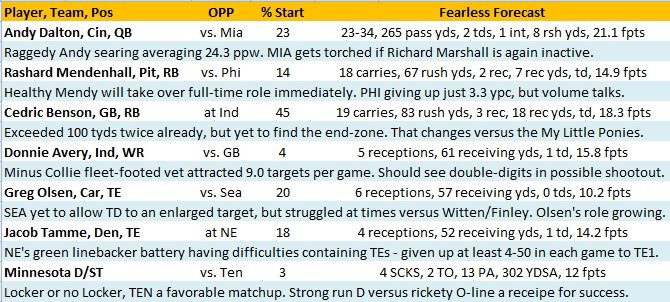 Player, Team, Pos OPP % Start Fearless Forecast
Andy Dalton, Cin, QB vs. Mia 23 23-34, 265 pass yds, 2 tds, 1 int, 8 rsh yds, 21.1 fpts
Raggedy Andy searing averaging 24.3 ppw. MIA gets torched if Richard Marshall is again inactive.
Rashard Mendenhall, Pit, RB vs. Phi 14 18 carries, 67 rush yds, 2 rec, 7 rec yds, td, 14.9 fpts
Healthy Mendy will take over full-time role immediately. PHI giving up just 3.3 ypc, but volume talks.
Cedric Benson, GB, RB at Ind 45 19 carries, 83 rush yds, 3 rec, 18 rec yds, td, 18.3 fpts
Exceeded 100 tyds twice already, but yet to find the end-zone. That changes versus the My Little Ponies.
Donnie Avery, Ind, WR vs. GB 4 5 receptions, 61 receiving yds, 1 td, 15.8 fpts
Minus Collie fleet-footed vet attracted 9.0 targets per game. Should see double-digits in possible shootout.
Greg Olsen, Car, TE vs. Sea 20 6 receptions, 57 receiving yds, 0 tds, 10.2 fpts
SEA yet to allow TD to an enlarged target, but struggled at times versus Witten/Finley. Olsen's role growing.
Jacob Tamme, Den, TE at NE 18 4 receptions, 52 receiving yds, 1 td, 14.2 fpts
NE's green linebacker battery having difficulties containing TEs - given up at least 4-50 in each game to TE1.
Minnesota D/ST vs. Ten 3 4 SCKS, 2 TO, 13 PA, 302 YDSA, 12 fpts
Locker or no Locker, TEN a favorable matchup. Strong run D versus rickety O-line a receipe for success.